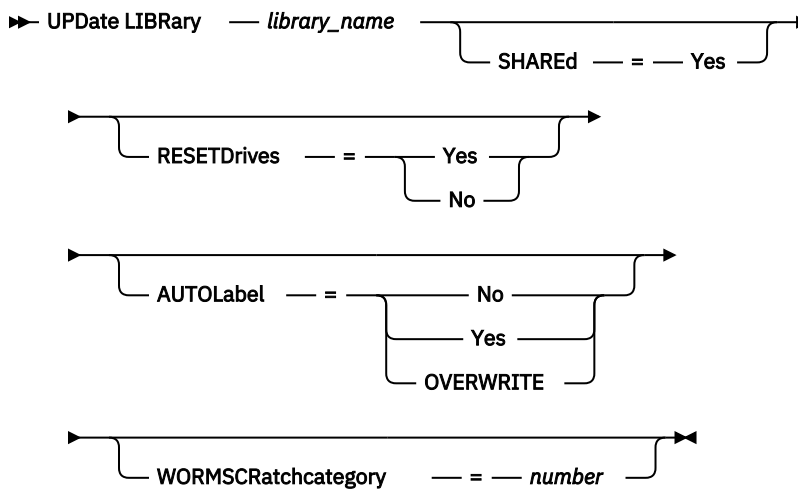 UPDate LIBRary library_name
SHAREd = Yes
RESETDrives = Yes
No
AUTOLabel = No
Yes
OVERWRITE
WORMSCRatchcategory = number